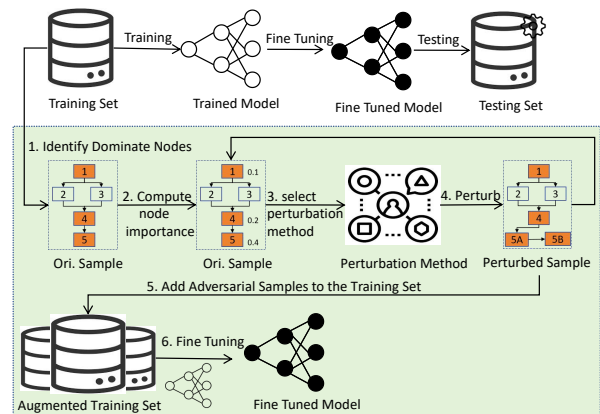 Training
Fine Tuning
Testing
Training Set
Trained Model
Fine Tuned Model
Testing Set
1. Identify Dominate Nodes
1
2
3
4
5
Ori. Sample
2. Compute
node
importance
1
0.1
2
3
4
0.2
5
0.4
Ori. Sample
3. select
perturbation
method
Perturbation Method
4. Perturb
1
2
3
4
5A
5B
Perturbed Sample
5. Add Adversarial Samples to the Training Set
6. Fine Tuning
Augmented Training Set
Fine Tuned Model